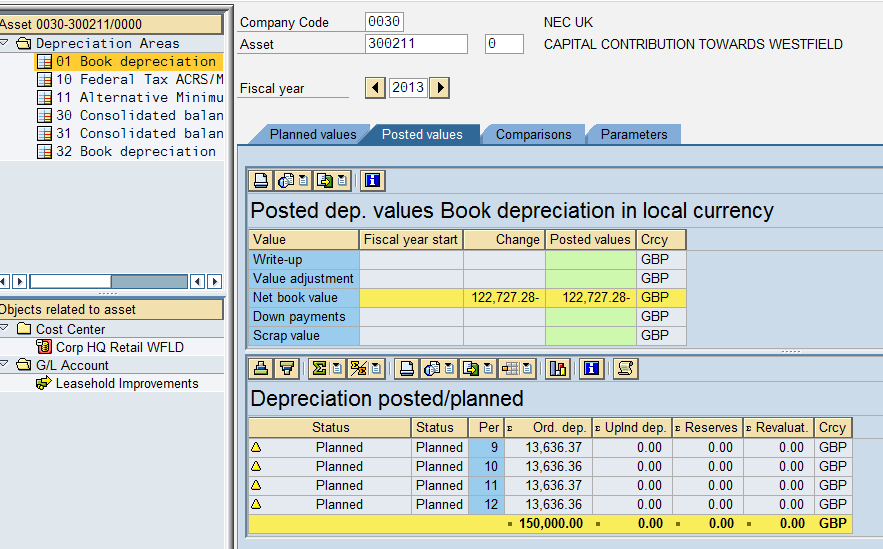 Asset 0030-300211/0000
Depreciation Areas
01 Book depreciation
10 Federal Tax ACRS/M
11 Alternative Minimu
30 Consolidated balan
31 Consolidated balan
32 Book depreciation
Objects related to asset
Cost Center
Corp HQ Retail WFLD
G/L Account
Leasehold Improvements
Company Code 0030 NEC UK
Asset 300211 0 CAPITAL CONTRIBUTION TOWARDS WESTFIELD
Fiscal year 2013
Planned values Posted values Comparisons Parameters
Posted dep. values Book depreciation in local currency
Value Fiscal year start Change Posted values Crcy
Write-up GBP
Value adjustment GBP
Net book value 122,727.28- 122,727.28- GBP
Down payments GBP
Scrap value GBP
Depreciation posted/planned
Status Status Per Σ Ord. dep. Σ Uplnd dep. Σ Reserves Σ Revaluat. Crcy
Planned Planned 9 13,636.37 0.00 0.00 0.00 GBP
Planned Planned 10 13,636.36 0.00 0.00 0.00 GBP
Planned Planned 11 13,636.37 0.00 0.00 0.00 GBP
Planned Planned 12 13,636.36 0.00 0.00 0.00 GBP
150,000.00 0.00 0.00 0.00 GBP